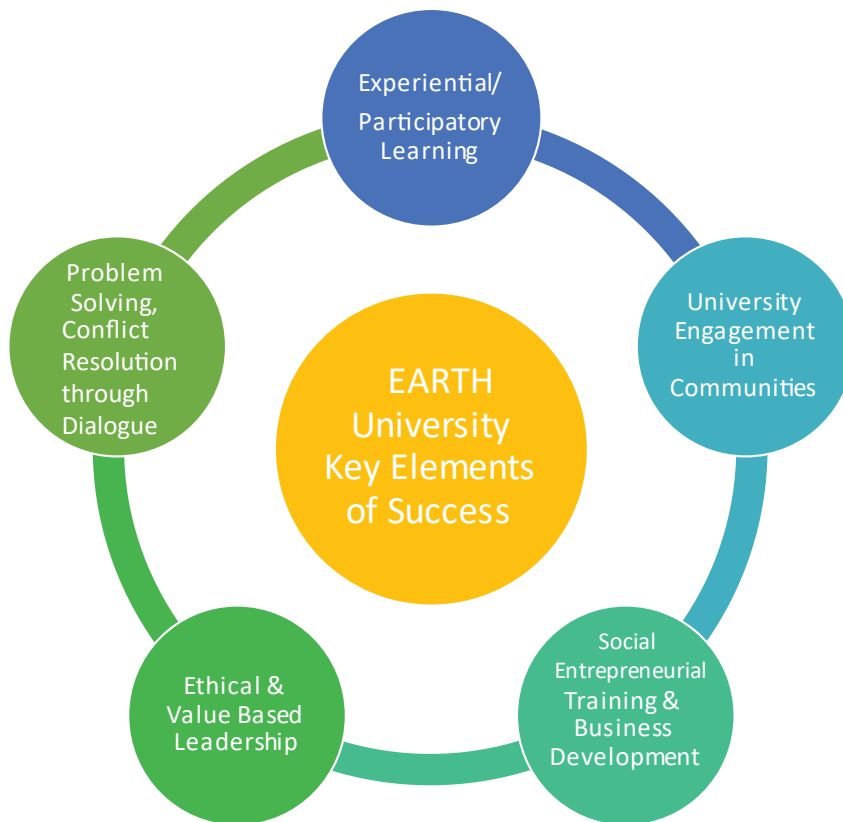 Experiential/
Participatory
Learning
University
Engagement
in
Communities
Social
Entrepreneurial
Training &
Business
Development
Ethical &
Value Based
Leadership
Problem
Solving,
Conflict
Resolution
through
Dialogue
EARTH
University
Key Elements
of Success